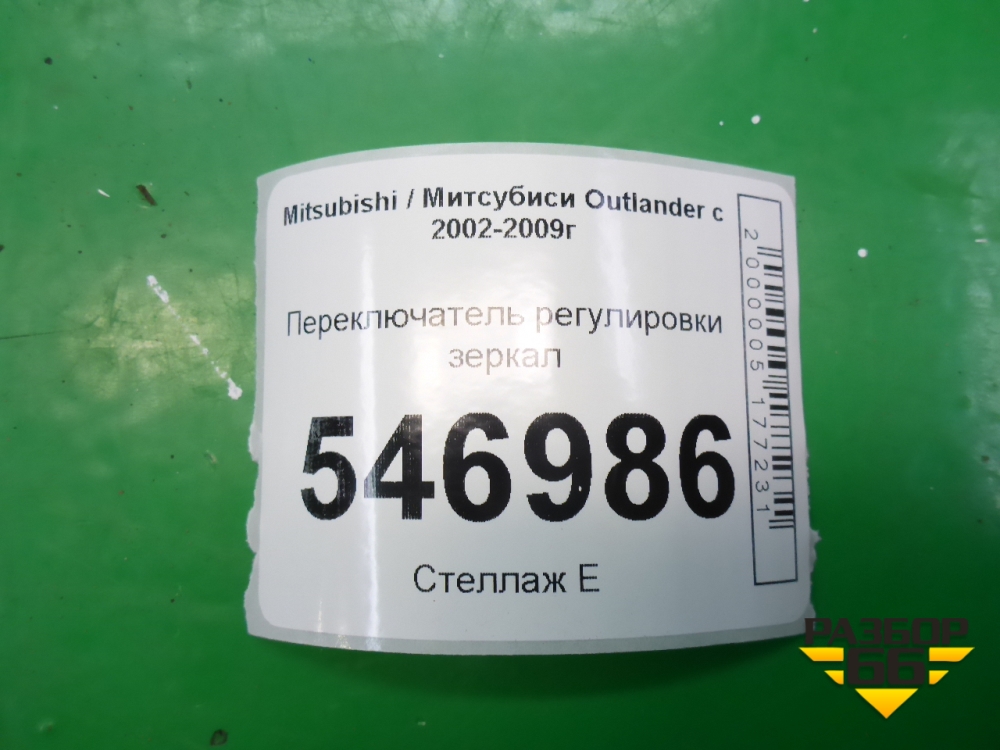 Mitsubishi / Митсубиси Outlander с
2002-2009г
Переключатель регулировки
зеркал
546986
Стеллаж Е
2000005177231
РАЗБОР
66